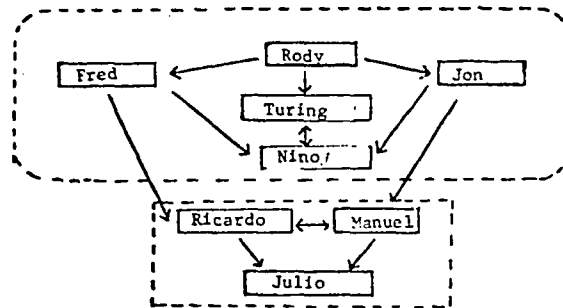 Rody
Fred
Jon
Turing
Nino
Ricardo
Manuel
Julio